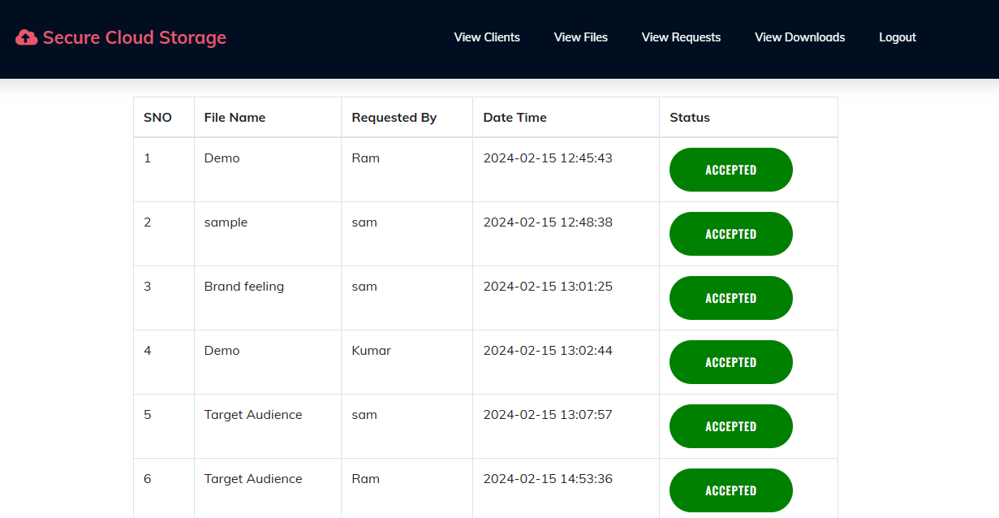 Secure Cloud Storage View Clients View Files View Requests View Downloads Logout
SNO File Name Requested By Date Time Status
1 Demo Ram 2024-02-15 12:45:43 ACCEPTED
2 sample sam 2024-02-15 12:48:38 ACCEPTED
3 Brand feeling sam 2024-02-15 13:01:25 ACCEPTED
4 Demo Kumar 2024-02-15 13:02:44 ACCEPTED
5 Target Audience sam 2024-02-15 13:07:57 ACCEPTED
6 Target Audience Ram 2024-02-15 14:53:36 ACCEPTED